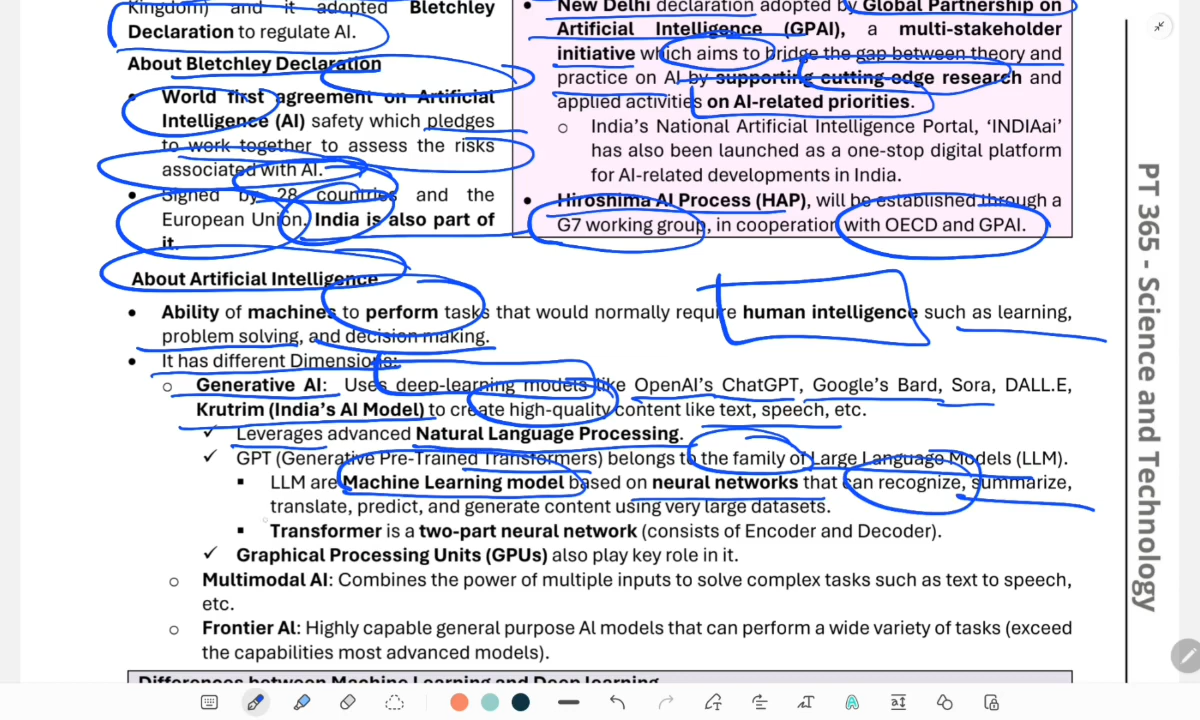 Kingdom) and it adopted Bletchley
Declaration to regulate AI.
About Bletchley Declaration
• World first agreement on Artificial
Intelligence (AI) safety which pledges
to work together to assess the risks
associated with AI.
• Signed by 28 countries and the
European Union. India is also part of
it.
• New Delhi declaration adopted by Global Partnership on
Artificial Intelligence (GPAI), a multi-stakeholder
initiative which aims to bridge the gap between theory and
practice on AI by supporting cutting-edge research and
applied activities on AI-related priorities.
o India’s National Artificial Intelligence Portal, ‘INDIAai’
has also been launched as a one-stop digital platform
for AI-related developments in India.
• Hiroshima AI Process (HAP), will be established through a
G7 working group, in cooperation with OECD and GPAI.
About Artificial Intelligence
• Ability of machines to perform tasks that would normally require human intelligence such as learning,
problem solving, and decision making.
• It has different Dimensions:
o Generative AI: Uses deep-learning models like OpenAI’s ChatGPT, Google’s Bard, Sora, DALL.E,
Krutrim (India’s AI Model) to create high-quality content like text, speech, etc.
✓ Leverages advanced Natural Language Processing.
✓ GPT (Generative Pre-Trained Transformers) belongs to the family of Large Language Models (LLM).
▪ LLM are Machine Learning model based on neural networks that can recognize, summarize,
translate, predict, and generate content using very large datasets.
▪ Transformer is a two-part neural network (consists of Encoder and Decoder).
✓ Graphical Processing Units (GPUs) also play key role in it.
o Multimodal AI: Combines the power of multiple inputs to solve complex tasks such as text to speech,
etc.
o Frontier Al: Highly capable general purpose Al models that can perform a wide variety of tasks (exceed
the capabilities most advanced models).
Differences between Machine Learning and Deep learning
PT 365 - Science and Technology